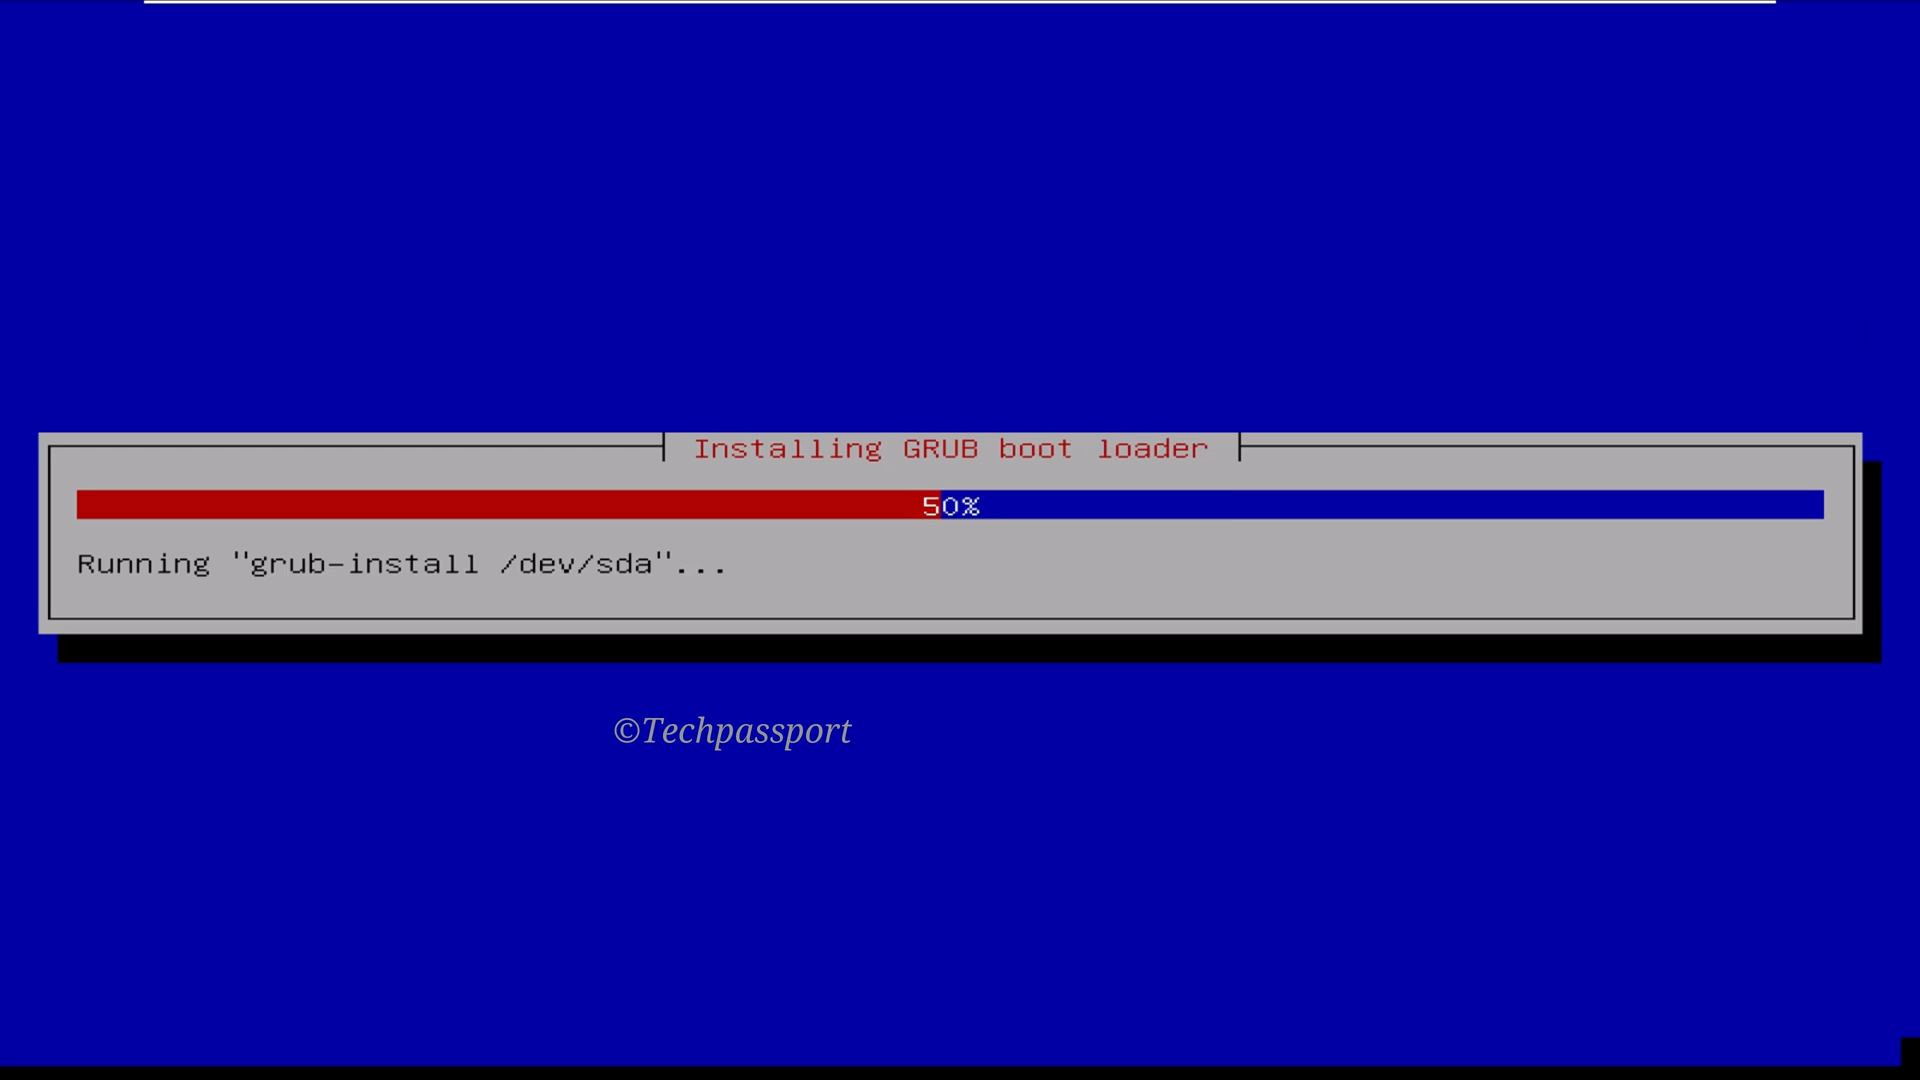 Installing GRUB boot loader
50%
Running "grub-install /dev/sda"...
©Techpassport